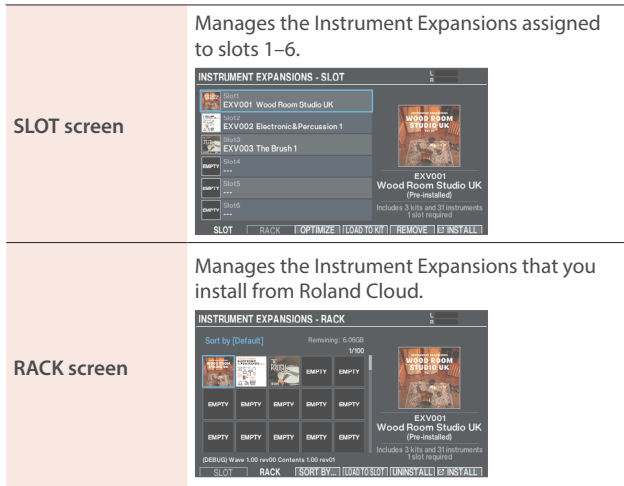 Manages the Instrument Expansions assigned
to slots 1–6.
SLOT screen
INSTRUMENT EXPANSIONS - SLOT
L
R
Slot1
EXV001 Wood Room Studio UK
Slot2
EXV002 Electronic&Percussion 1
Slot3
EXV003 The Brush 1
EMPTY
Slot4
---
EMPTY
Slot5
---
EMPTY
Slot6
---
WOOD ROOM
STUDIO UK
EXV001
Wood Room Studio UK
(Pre-installed)
Includes 3 kits and 31 instruments
1 slot required
SLOT RACK OPTIMIZE LOAD TO KIT REMOVE INSTALL
Manages the Instrument Expansions that you
install from Roland Cloud.
RACK screen
INSTRUMENT EXPANSIONS - RACK
L
R
Sort by [Default] Remaining: 6.06GB
1/100
EMPTY EMPTY
EMPTY EMPTY EMPTY EMPTY EMPTY
EMPTY EMPTY EMPTY EMPTY EMPTY
(DEBUG) Wave 1.00 rev00 Contents 1.00 rev01
WOOD ROOM
STUDIO UK
EXV001
Wood Room Studio UK
(Pre-installed)
Includes 3 kits and 31 instruments
1 slot required
SLOT RACK SORT BY... LOAD TO SLOT UNINSTALL INSTALL